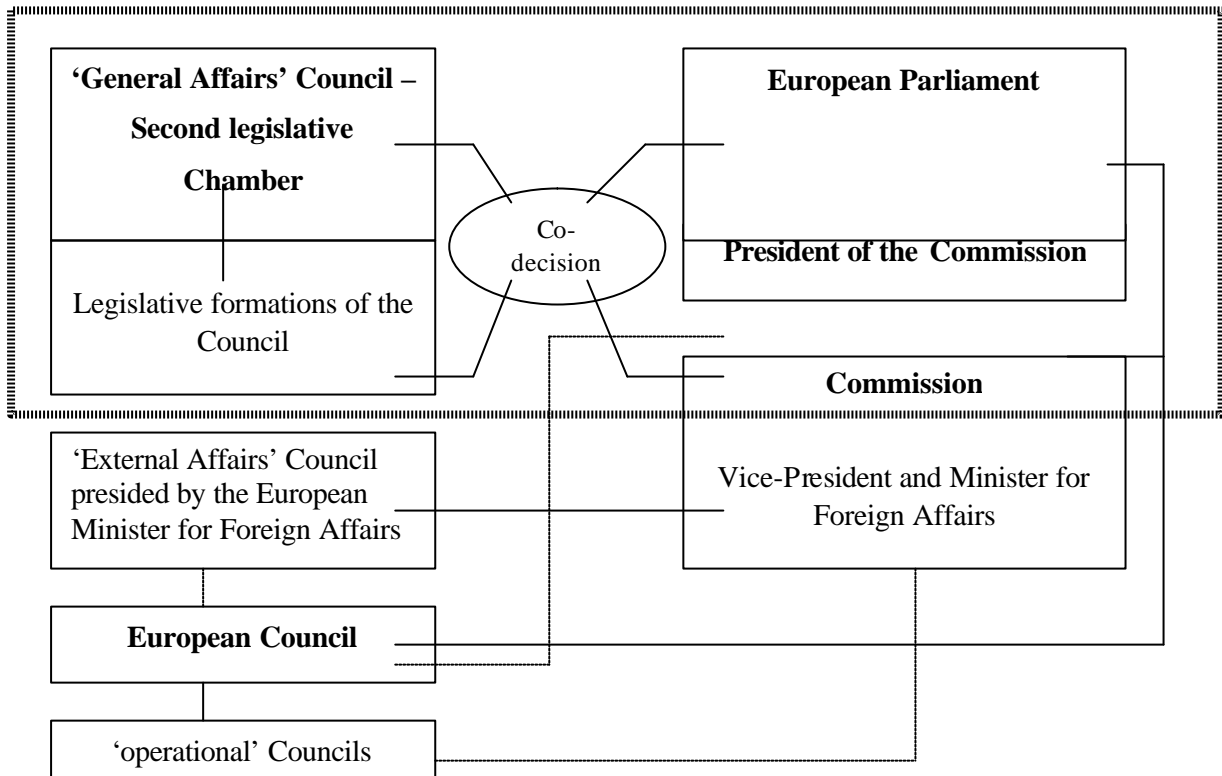 ‘General Affairs’ Council –
Second legislative
Chamber
European Parliament
Co-
decision
President of the Commission
Legislative formations of the
Council
Commission
‘External Affairs’ Council
presided by the European
Minister for Foreign Affairs
Vice-President and Minister for
Foreign Affairs
European Council
‘operational’ Councils